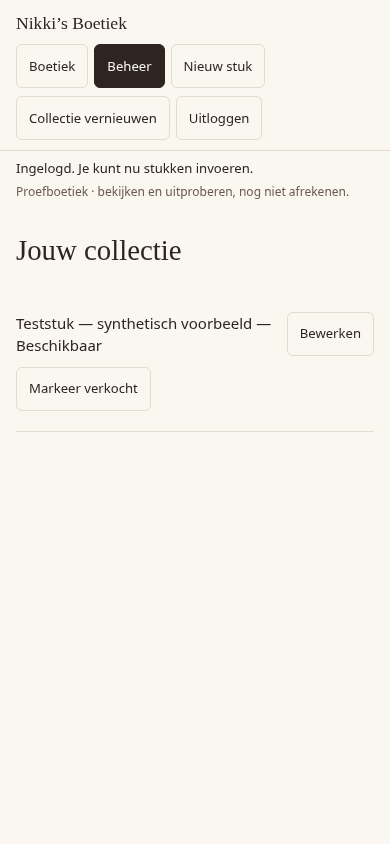 Nikki’s Boetiek
Boetiek
Beheer
Nieuw stuk
Collectie vernieuwen
Uitloggen
Ingelogd. Je kunt nu stukken invoeren.
Proefboetiek · bekijken en uitproberen, nog niet afrekenen.
Jouw collectie
Teststuk — synthetisch voorbeeld —
Beschikbaar
Bewerken
Markeer verkocht